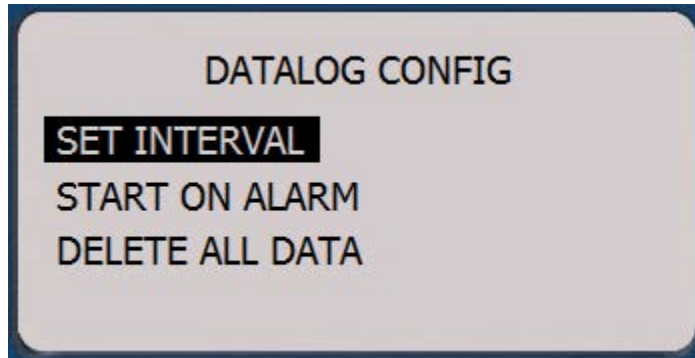 DATALOG CONFIG
SET INTERVAL
START ON ALARM
DELETE ALL DATA